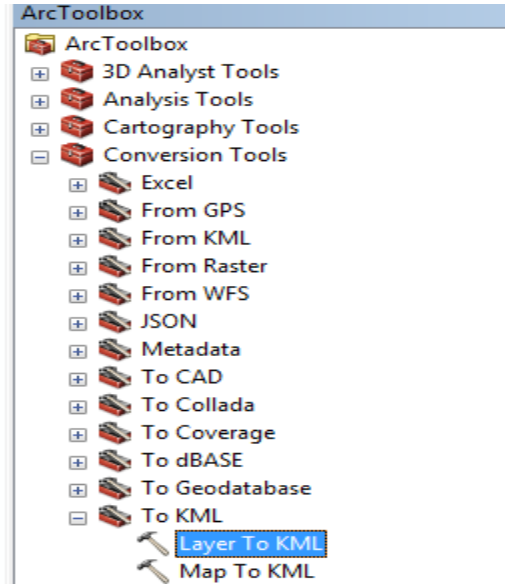 ArcToolbox
ArcToolbox
3D Analyst Tools
Analysis Tools
Cartography Tools
Conversion Tools
Excel
From GPS
From KML
From Raster
From WFS
JSON
Metadata
To CAD
To Collada
To Coverage
To dBASE
To Geodatabase
To KML
Layer To KML
Map To KML